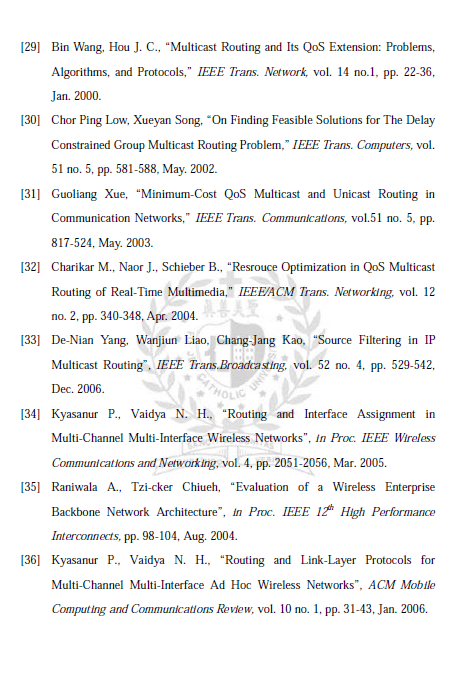 [29] Bin Wang, Hou J. C., “Multicast Routing and Its QoS Extension: Problems,
Algorithms, and Protocols,” IEEE Trans. Network, vol. 14 no.1, pp. 22-36,
Jan. 2000.
[30] Chor Ping Low, Xueyan Song, “On Finding Feasible Solutions for The Delay
Constrained Group Multicast Routing Problem,” IEEE Trans. Computers, vol.
51 no. 5, pp. 581-588, May. 2002.
[31] Guoliang Xue, “Minimum-Cost QoS Multicast and Unicast Routing in
Communication Networks,” IEEE Trans. Communications, vol.51 no. 5, pp.
817-524, May. 2003.
[32] Charikar M., Naor J., Schieber B., “Resrouce Optimization in QoS Multicast
Routing of Real-Time Multimedia,” IEEE/ACM Trans. Networking, vol. 12
no. 2, pp. 340-348, Apr. 2004.
[33] De-Nian Yang, Wanjiun Liao, Chang-Jang Kao, “Source Filtering in IP
Multicast Routing”, IEEE Trans.Broadcasting, vol. 52 no. 4, pp. 529-542,
Dec. 2006.
[34] Kyasanur P., Vaidya N. H., “Routing and Interface Assignment in
Multi-Channel Multi-Interface Wireless Networks”, in Proc. IEEE Wireless
Communications and Networking, vol. 4, pp. 2051-2056, Mar. 2005.
[35] Raniwala A., Tzi-cker Chiueh, “Evaluation of a Wireless Enterprise
Backbone Network Architecture”, in Proc. IEEE 12th High Performance
Interconnects, pp. 98-104, Aug. 2004.
[36] Kyasanur P., Vaidya N. H., “Routing and Link-Layer Protocols for
Multi-Channel Multi-Interface Ad Hoc Wireless Networks”, ACM Mobile
Computing and Communications Review, vol. 10 no. 1, pp. 31-43, Jan. 2006.